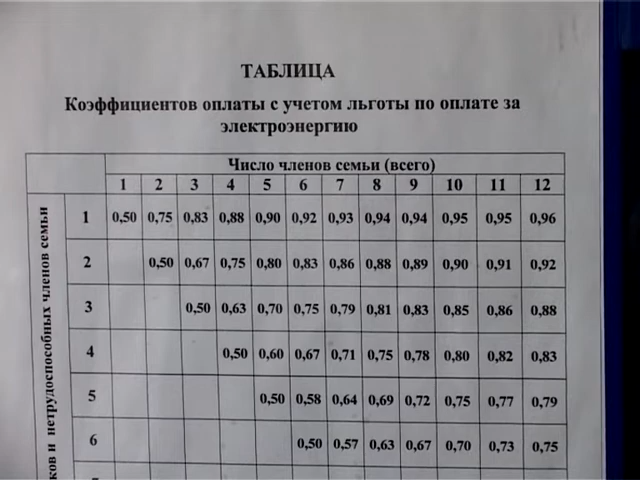 ТАБЛИЦА
Коэффициентов оплаты с учетом льготы по оплате за
электроэнергию
Число членов семьи (всего)
1 2 3 4 5 6 7 8 9 10 11 12
1 0,50 0,75 0,83 0,88 0,90 0,92 0,93 0,94 0,94 0,95 0,95 0,96
2 0,50 0,67 0,75 0,80 0,83 0,86 0,88 0,89 0,90 0,91 0,92
3 0,50 0,63 0,70 0,75 0,79 0,81 0,83 0,85 0,86 0,88
4 0,50 0,60 0,67 0,71 0,75 0,78 0,80 0,82 0,83
5 0,50 0,58 0,64 0,69 0,72 0,75 0,77 0,79
6 0,50 0,57 0,63 0,67 0,70 0,73 0,75
и нетрудоспособных членов семьи